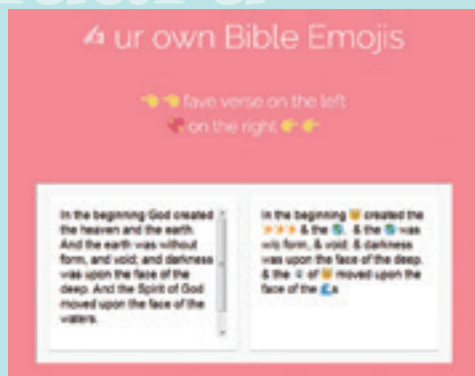 ✍ ur own Bible Emojis
👈 👈 fave verse on the left
on the right 👉 👉
In the beginning God created
the heaven and the earth.
And the earth was without
form, and void; and darkness
was upon the face of the
deep. And the Spirit of God
moved upon the face of the
waters.
In the beginning 😇 created the
✨✨✨ & the 🌎. & the 🌎 was
w/o form, & void; & darkness
was upon the face of the deep.
& the of 😇 moved upon the
face of the 🌊s